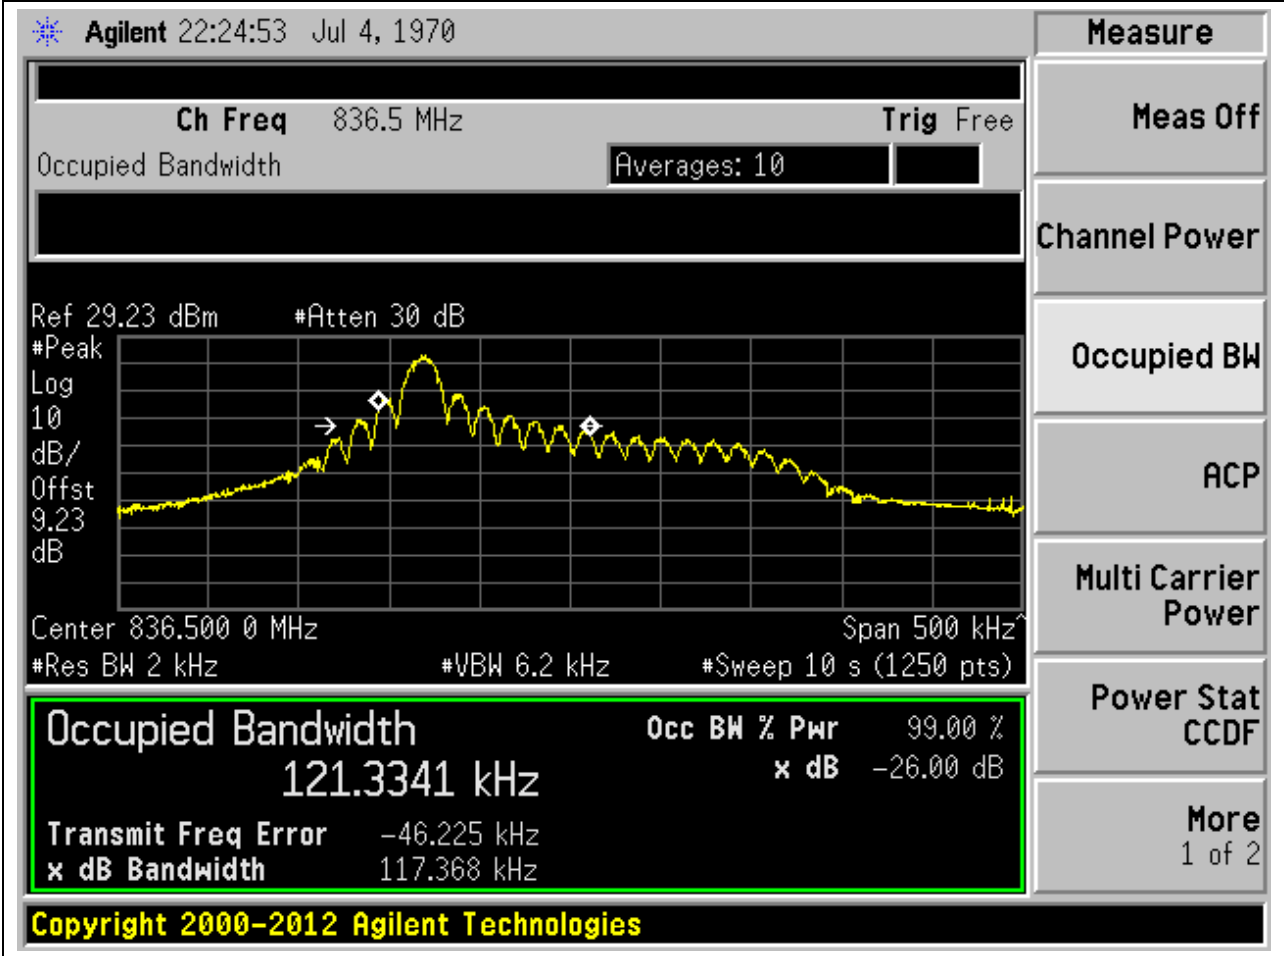 Agilent 22:24:53 Jul 4, 1970
Measure
Ch Freq 836.5 MHz
Trig Free
Occupied Bandwidth
Averages: 10
Meas Off
Channel Power
Occupied BW
ACP
Multi Carrier
Power
Power Stat
CCDF
More
1 of 2
Ref 29.23 dBm #Atten 30 dB
#Peak
Log
10
dB/
Offst
9.23
dB
Center 836.500 0 MHz Span 500 kHz^
#Res BW 2 kHz #VBW 6.2 kHz #Sweep 10 s (1250 pts)
Occupied Bandwidth
121.3341 kHz
Occ BW % Pwr 99.00 %
x dB -26.00 dB
Transmit Freq Error -46.225 kHz
x dB Bandwidth 117.368 kHz
Copyright 2000-2012 Agilent Technologies